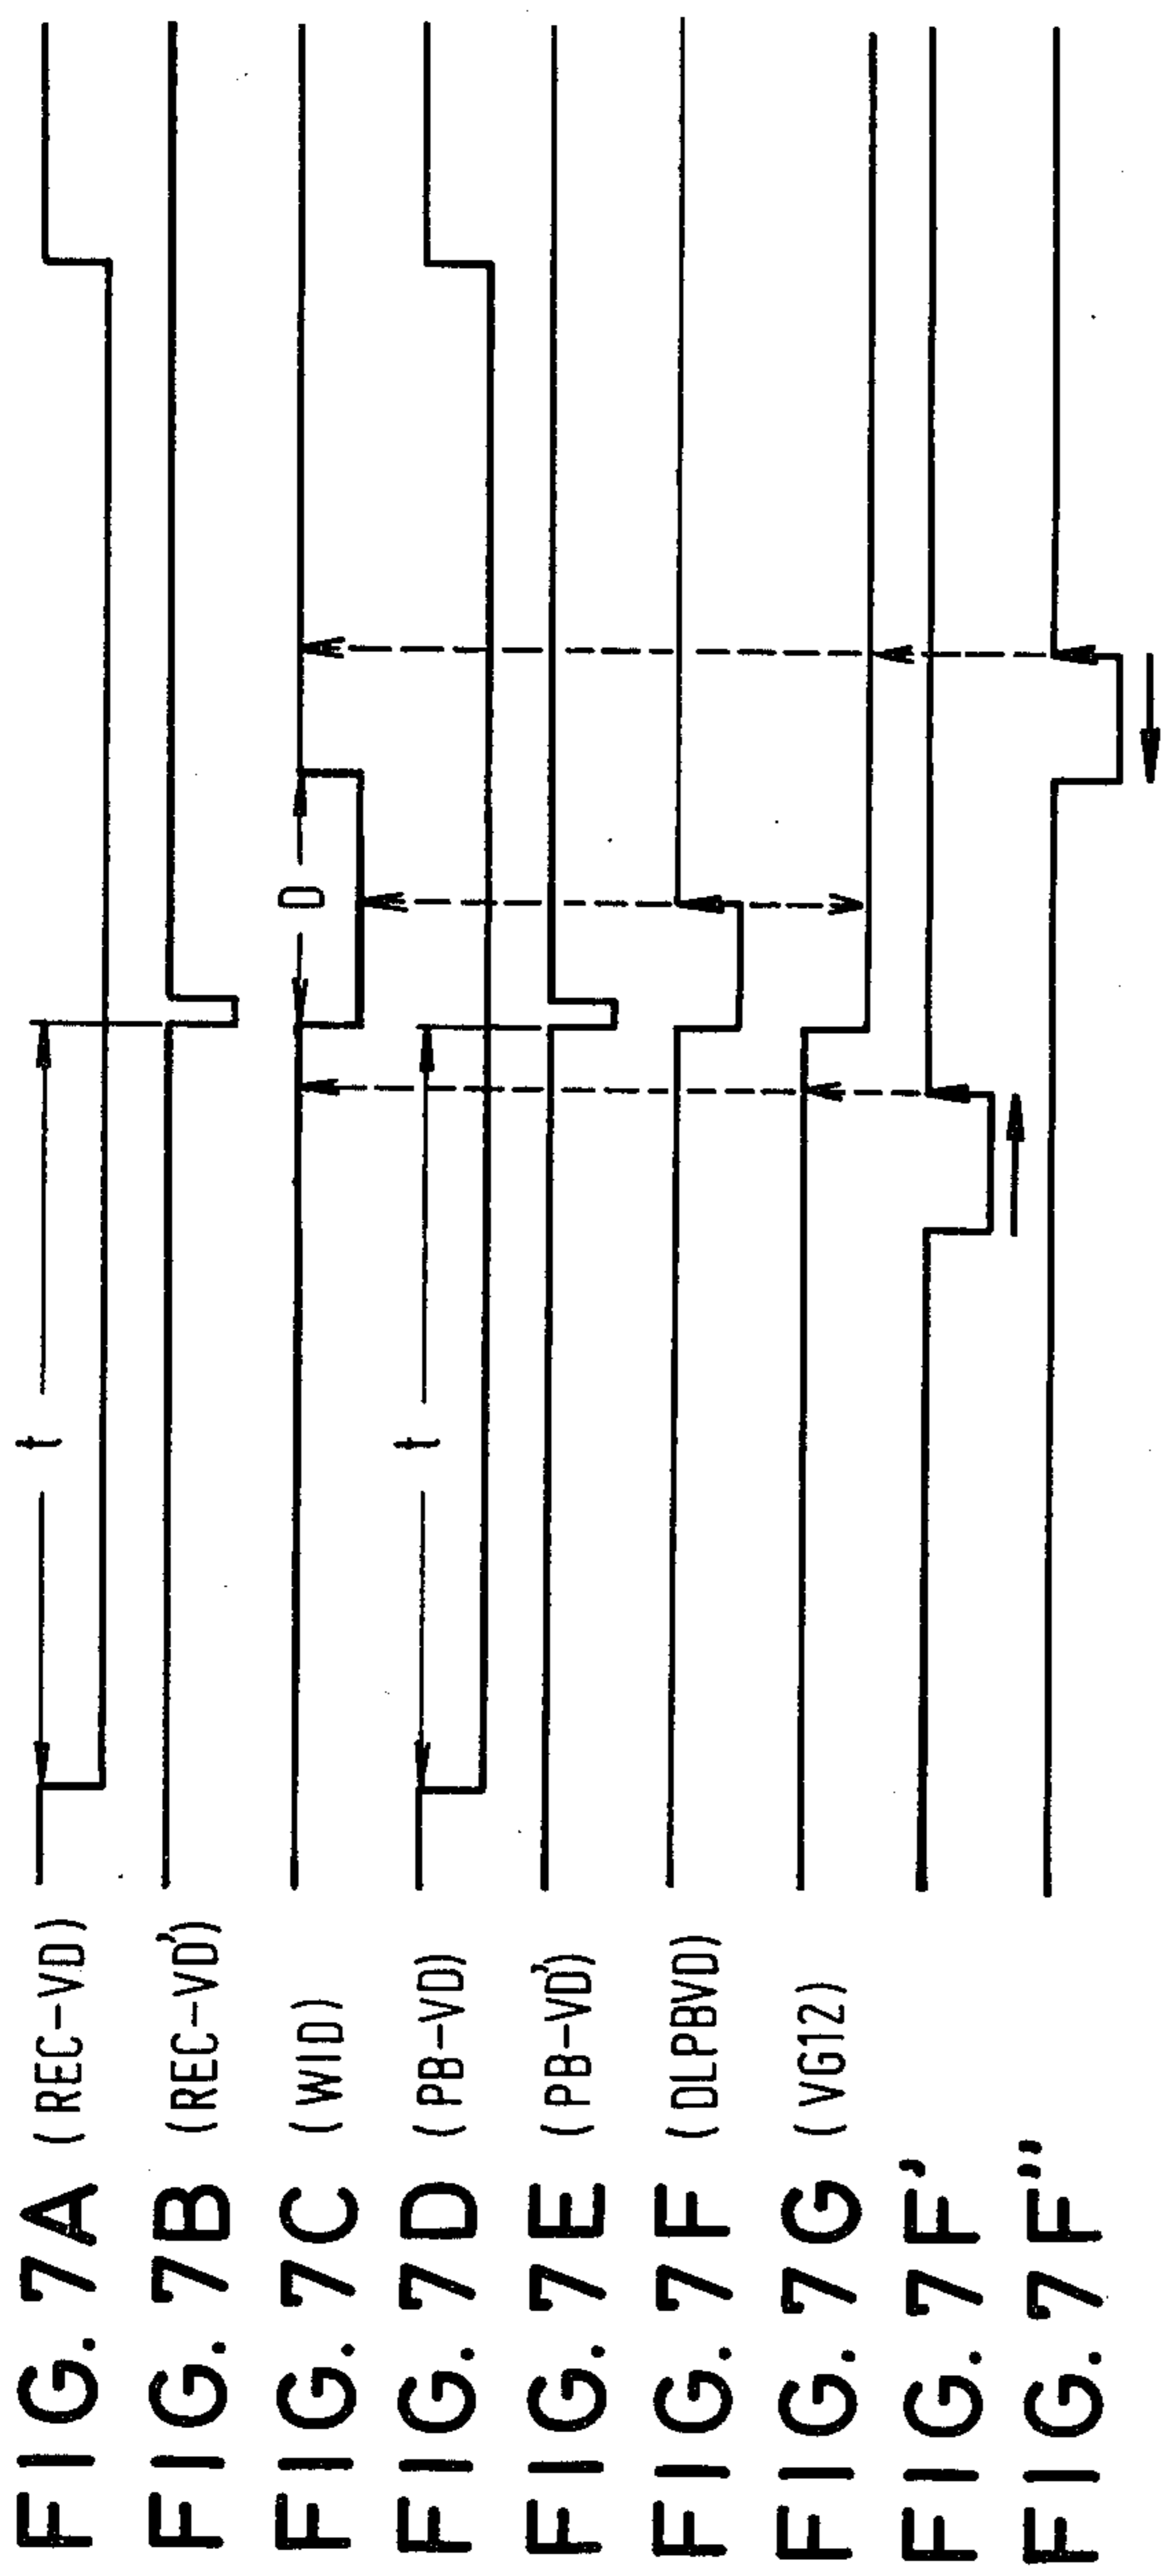 FIG. 7A (REC-VD) t
FIG. 7B (REC-VD')
FIG. 7C (WID) D
FIG. 7D (PB-VD) t
FIG. 7E (PB-VD')
FIG. 7F (DLPBVD)
FIG. 7G (VG12)
FIG. 7F'
FIG. 7F"